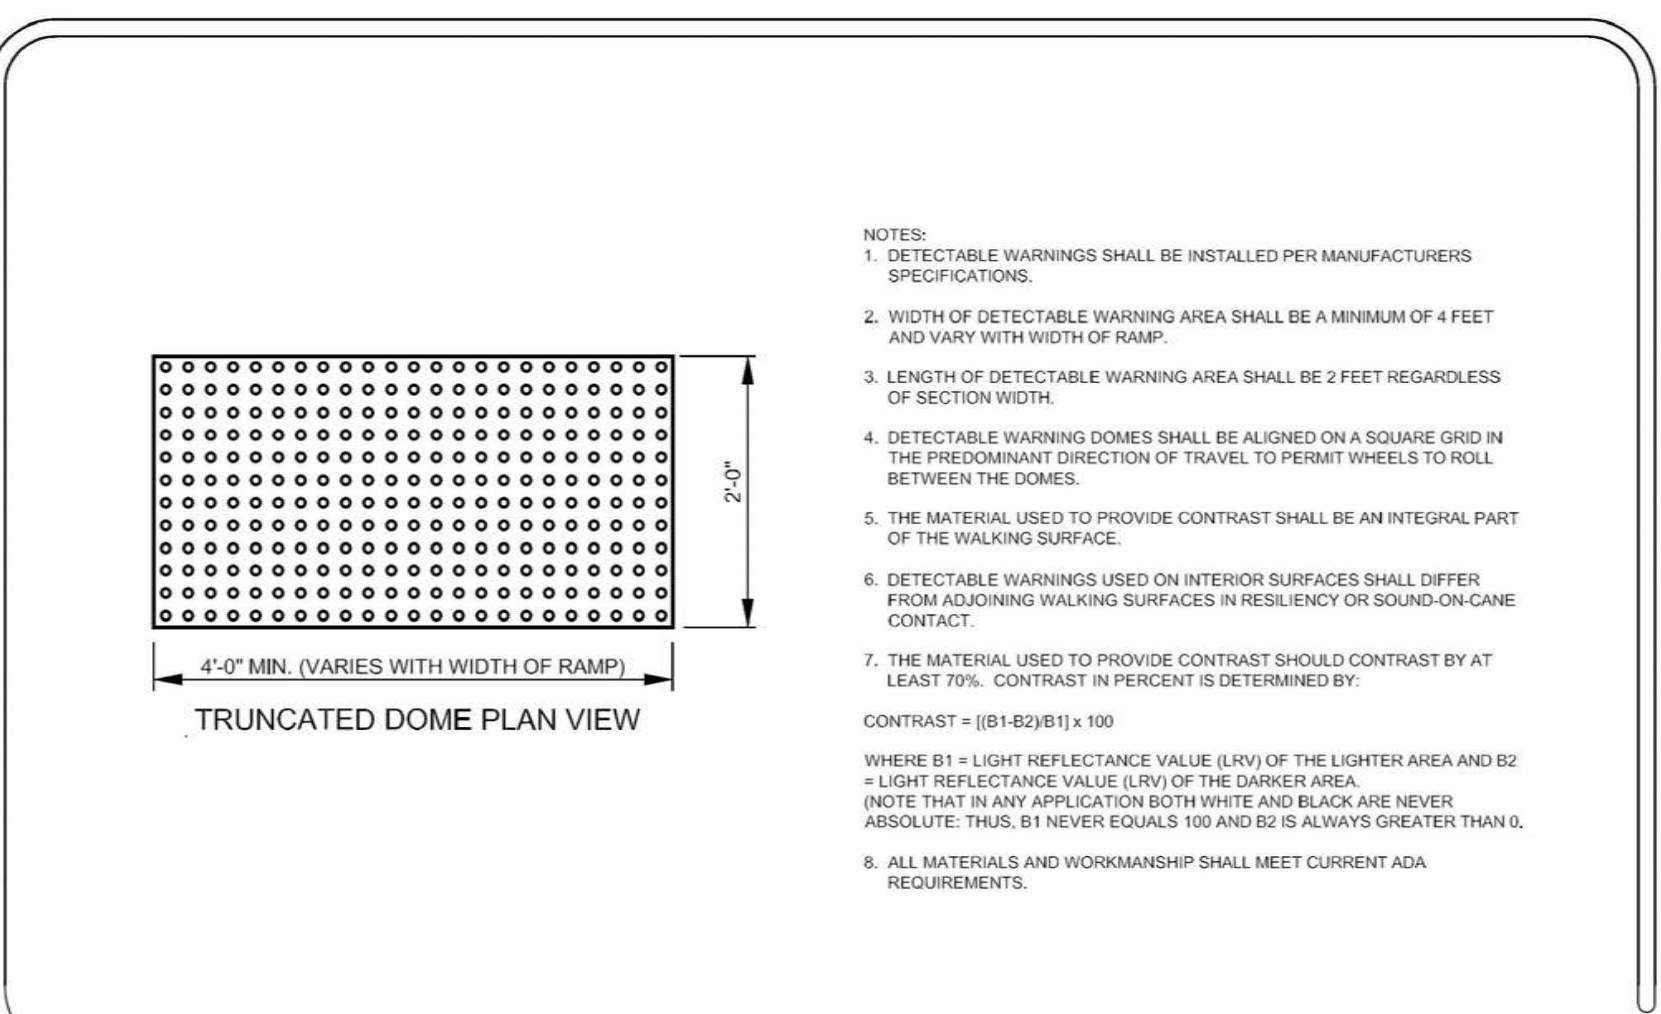 NOTES:
1. DETECTABLE WARNINGS SHALL BE INSTALLED PER MANUFACTURERS
SPECIFICATIONS.
2. WIDTH OF DETECTABLE WARNING AREA SHALL BE A MINIMUM OF 4 FEET
AND VARY WITH WIDTH OF RAMP.
3. LENGTH OF DETECTABLE WARNING AREA SHALL BE 2 FEET REGARDLESS
OF SECTION WIDTH.
4. DETECTABLE WARNING DOMES SHALL BE ALIGNED ON A SQUARE GRID IN
THE PREDOMINANT DIRECTION OF TRAVEL TO PERMIT WHEELS TO ROLL
BETWEEN THE DOMES.
5. THE MATERIAL USED TO PROVIDE CONTRAST SHALL BE AN INTEGRAL PART
OF THE WALKING SURFACE.
6. DETECTABLE WARNINGS USED ON INTERIOR SURFACES SHALL DIFFER
FROM ADJOINING WALKING SURFACES IN RESILIENCY OR SOUND-ON-CANE
CONTACT.
7. THE MATERIAL USED TO PROVIDE CONTRAST SHOULD CONTRAST BY AT
LEAST 70%. CONTRAST IN PERCENT IS DETERMINED BY:
CONTRAST = [(B1-B2)/B1] x 100
WHERE B1 = LIGHT REFLECTANCE VALUE (LRV) OF THE LIGHTER AREA AND B2
= LIGHT REFLECTANCE VALUE (LRV) OF THE DARKER AREA.
(NOTE THAT IN ANY APPLICATION BOTH WHITE AND BLACK ARE NEVER
ABSOLUTE: THUS, B1 NEVER EQUALS 100 AND B2 IS ALWAYS GREATER THAN 0.
8. ALL MATERIALS AND WORKMANSHIP SHALL MEET CURRENT ADA
REQUIREMENTS.
2'-0"
4'-0" MIN. (VARIES WITH WIDTH OF RAMP)
TRUNCATED DOME PLAN VIEW